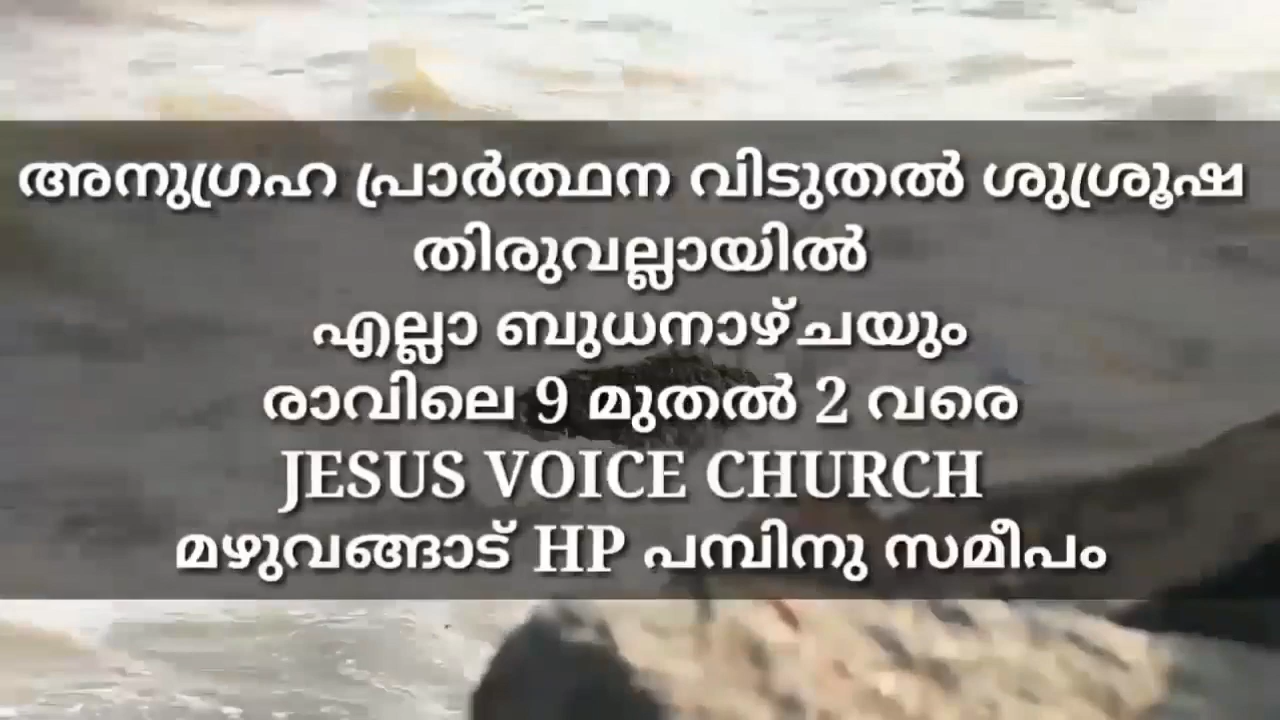 അനുഗ്രഹ പ്രാർത്ഥന വിടുതൽ ശുശ്രൂഷ
തിരുവല്ലായിൽ
എല്ലാ ബുധനാഴ്ചയും
രാവിലെ 9 മുതൽ 2 വരെ
JESUS VOICE CHURCH
മഴുവങ്ങാട് HP പമ്പിനു സമീപം